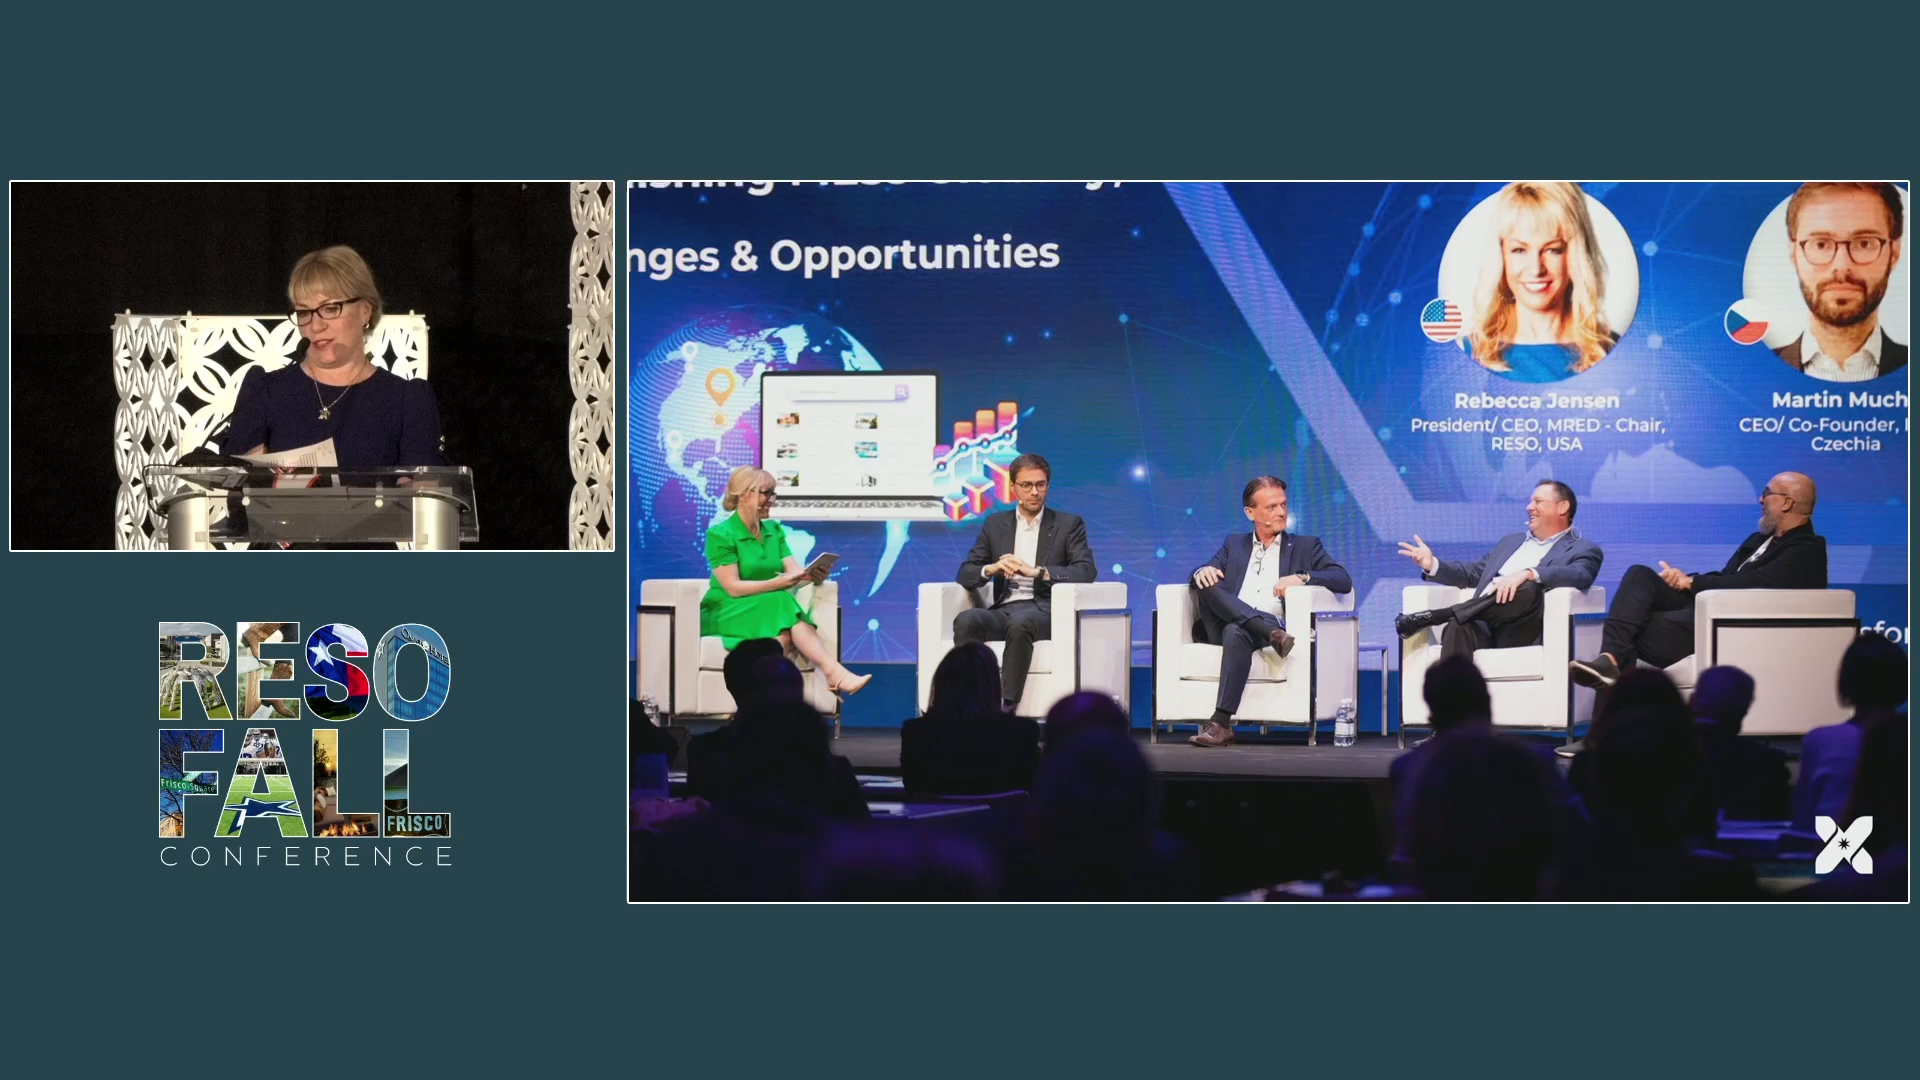 nges & Opportunities
Rebecca Jensen
President/ CEO, MRED - Chair,
RESO, USA
Martin Much
CEO/ Co-Founder,
Czechia
RESO
FALL
Frisco Square
FRISCO
CONFERENCE